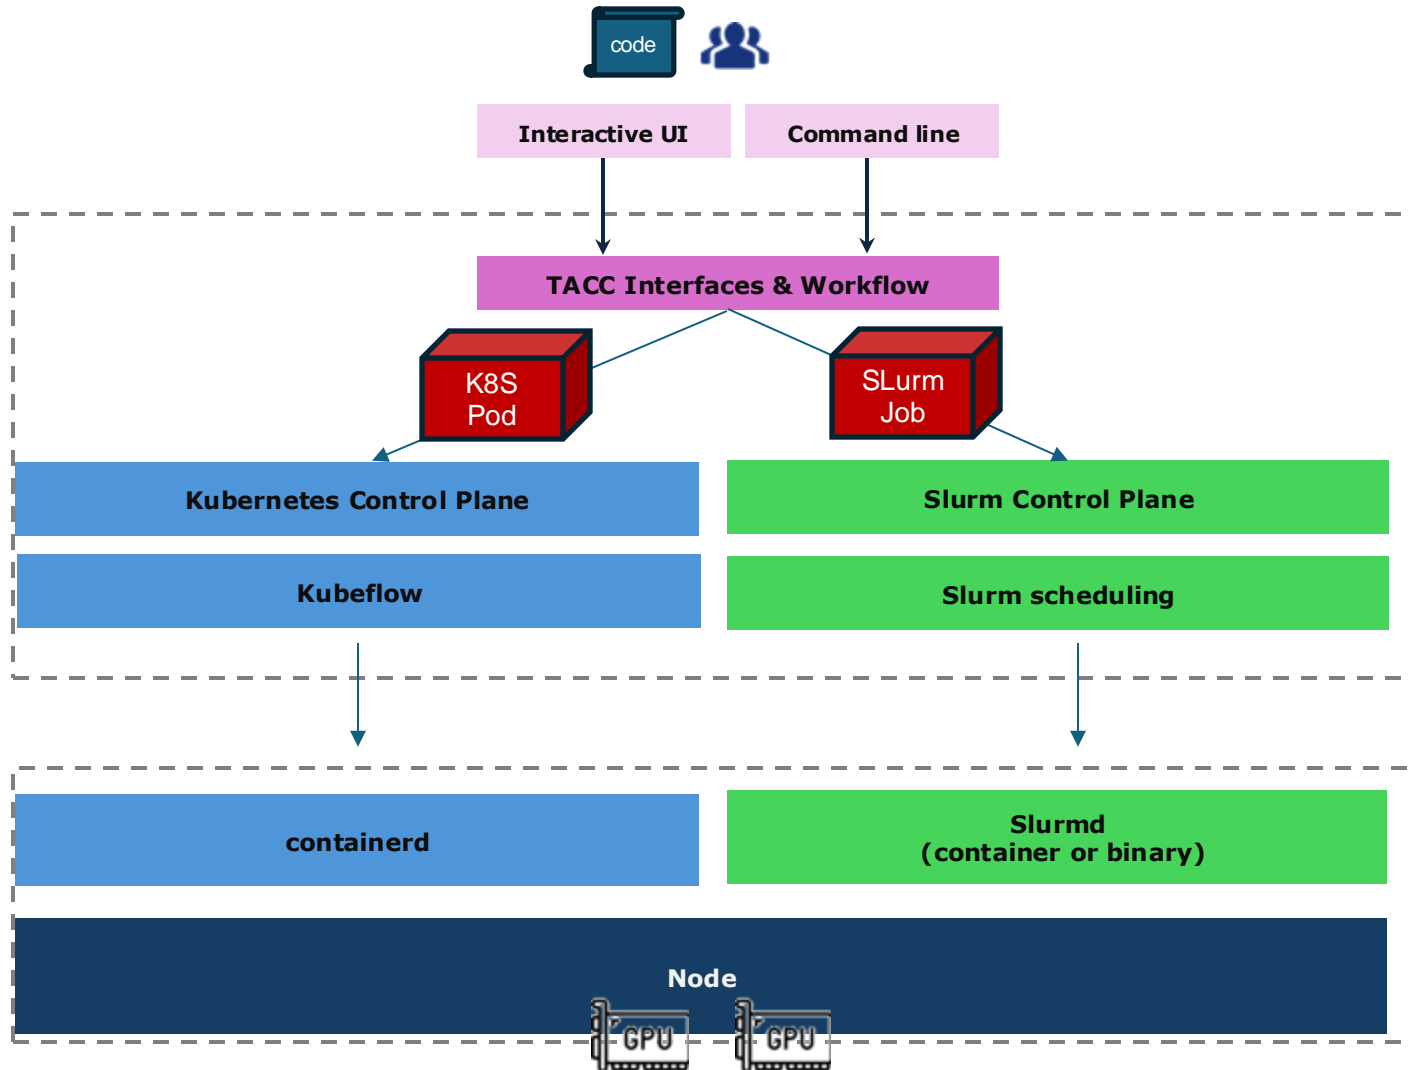 code
Interactive UI
Command line
TACC Interfaces & Workflow
K8S
Pod
SLurm
Job
Kubernetes Control Plane
Slurm Control Plane
Kubeflow
Slurm scheduling
containerd
Slurmd
(container or binary)
Node
GPU
GPU